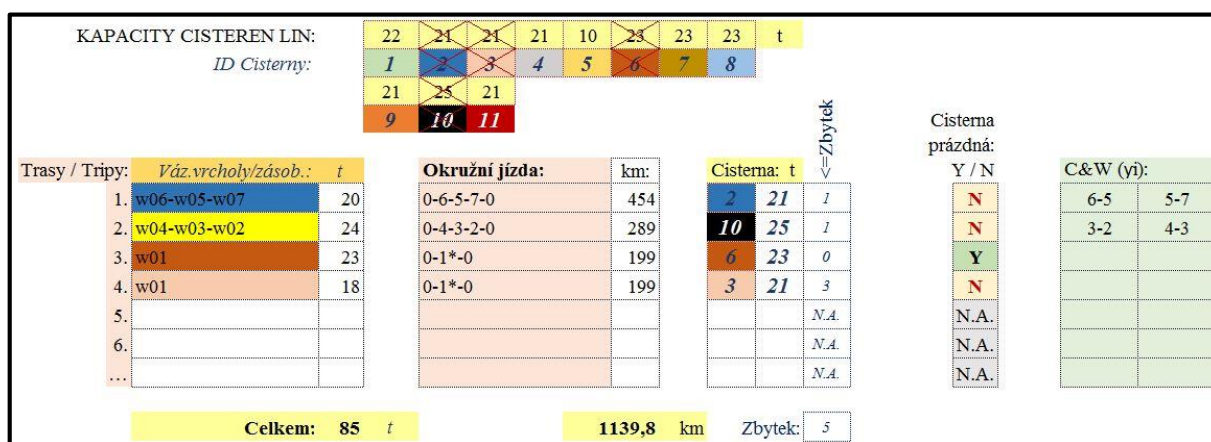 KAPACITY CISTEREN LIN: 22 21 21 21 10 23 23 23 t
ID Cisterny: 1 2 3 4 5 6 7 8
21 25 21
9 10 11
<=Zbytek
Cisterna prázdná:
Trasy / Tripy: Váz.vrcholy/zásob.: t Okružní jízda: km: Cisterna: t Y / N C&W (yi):
1. w06-w05-w07 20 0-6-5-7-0 454 2 21 1 N 6-5 5-7
2. w04-w03-w02 24 0-4-3-2-0 289 10 25 1 N 3-2 4-3
3. w01 23 0-1*-0 199 6 23 0 Y
4. w01 18 0-1*-0 199 3 21 3 N
5. N.A. N.A.
6. N.A. N.A.
... N.A. N.A.
Celkem: 85 t 1139,8 km Zbytek: 5